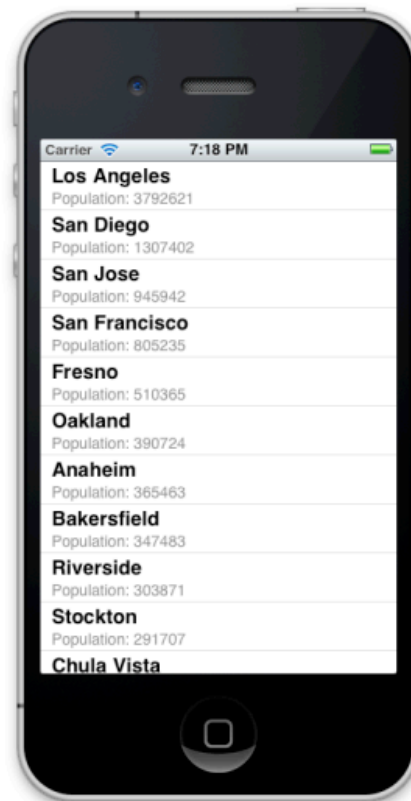 Carrier 7:18 PM
Los Angeles
Population: 3792621
San Diego
Population: 1307402
San Jose
Population: 945942
San Francisco
Population: 805235
Fresno
Population: 510365
Oakland
Population: 390724
Anaheim
Population: 365463
Bakersfield
Population: 347483
Riverside
Population: 303871
Stockton
Population: 291707
Chula Vista